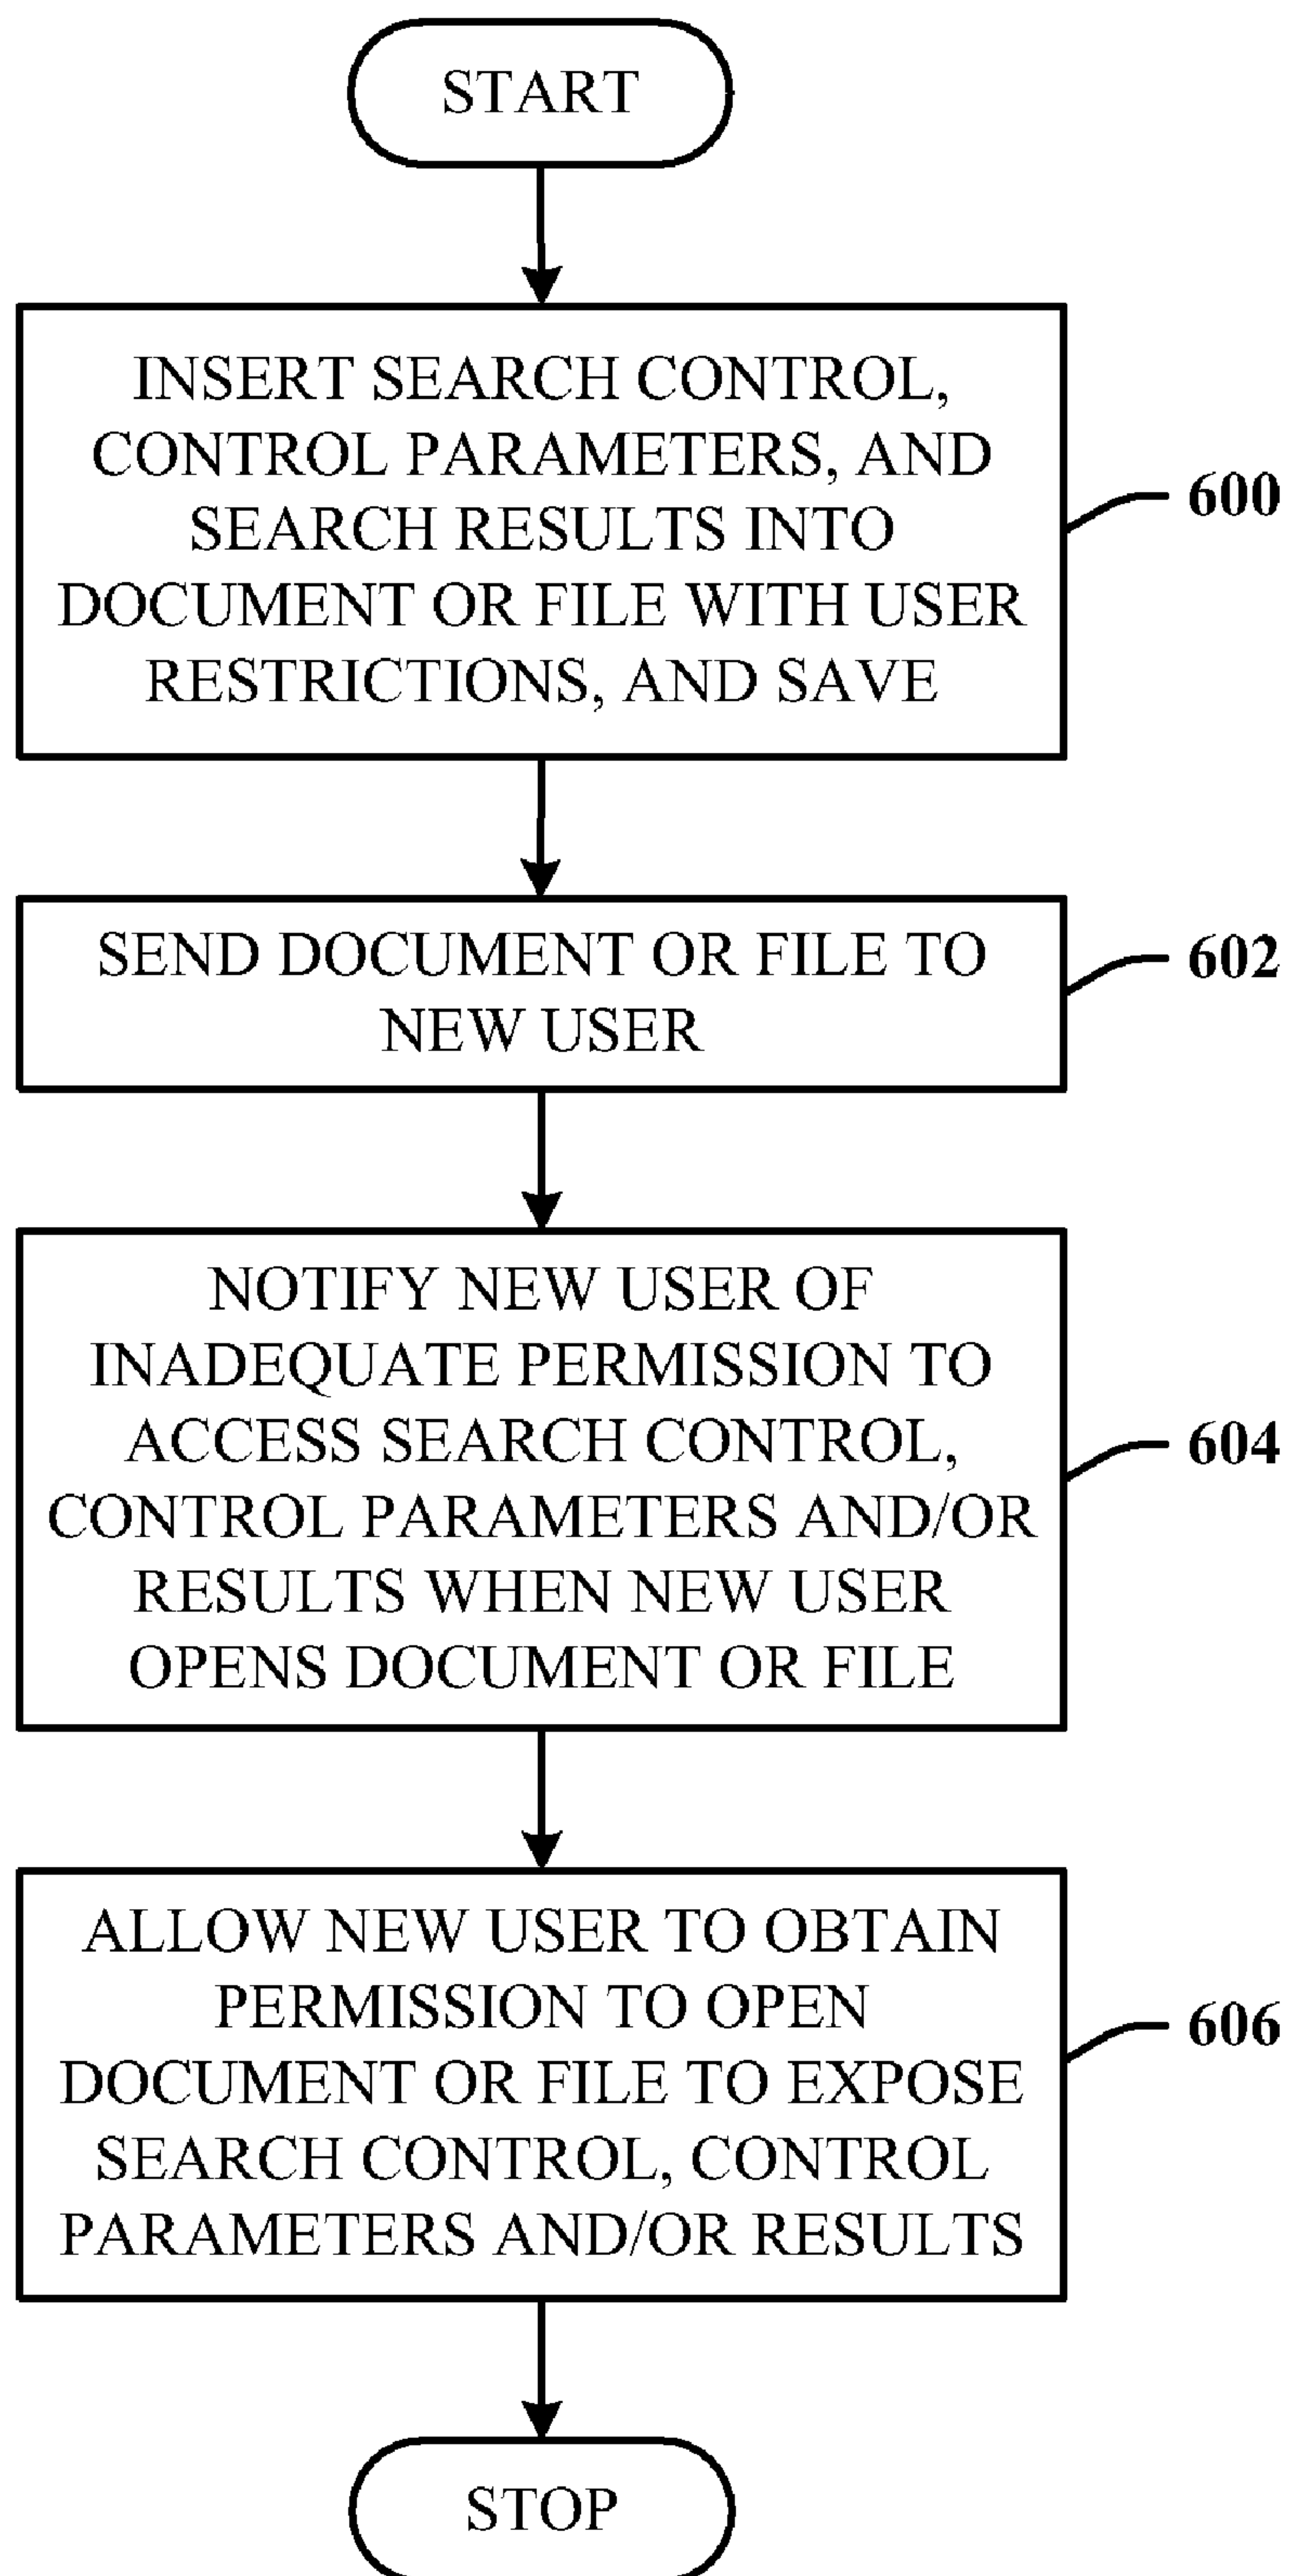 START
INSERT SEARCH CONTROL,
CONTROL PARAMETERS, AND
SEARCH RESULTS INTO
DOCUMENT OR FILE WITH USER
RESTRICTIONS, AND SAVE
600
SEND DOCUMENT OR FILE TO
NEW USER
602
NOTIFY NEW USER OF
INADEQUATE PERMISSION TO
ACCESS SEARCH CONTROL,
CONTROL PARAMETERS AND/OR
RESULTS WHEN NEW USER
OPENS DOCUMENT OR FILE
604
ALLOW NEW USER TO OBTAIN
PERMISSION TO OPEN
DOCUMENT OR FILE TO EXPOSE
SEARCH CONTROL, CONTROL
PARAMETERS AND/OR RESULTS
606
STOP